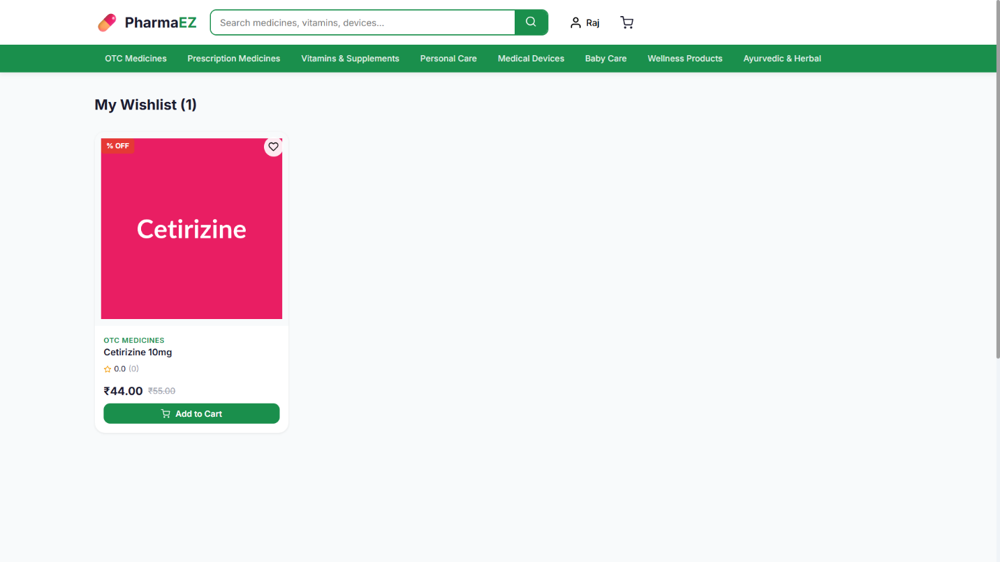 PharmaEZ
Search medicines, vitamins, devices...
Raj
OTC Medicines
Prescription Medicines
Vitamins & Supplements
Personal Care
Medical Devices
Baby Care
Wellness Products
Ayurvedic & Herbal
My Wishlist (1)
% OFF
Cetirizine
OTC MEDICINES
Cetirizine 10mg
0.0 (0)
₹44.00 ₹55.00
Add to Cart